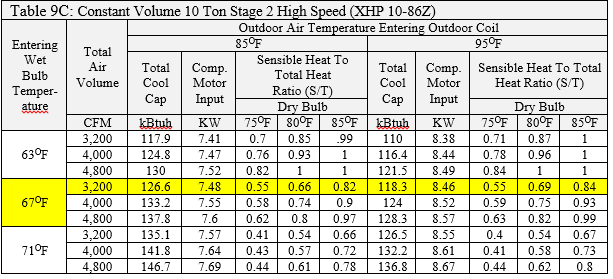 Table 9C: Constant Volume 10 Ton Stage 2 High Speed (XHP 10-86Z)
Entering Wet Bulb Temper-ature Total Air Volume Outdoor Air Temperature Entering Outdoor Coil
85ºF 95ºF
Total Cool Cap Comp. Motor Input Sensible Heat To Total Heat Ratio (S/T) Total Cool Cap Comp. Motor Input Sensible Heat To Total Heat Ratio (S/T)
Dry Bulb Dry Bulb
CFM kBtuh KW 75ºF 80ºF 85ºF kBtuh KW 75ºF 80ºF 85ºF
63ºF 3,200 117.9 7.41 0.7 0.85 .99 110 8.38 0.71 0.87 1
4,000 124.8 7.47 0.76 0.93 1 116.4 8.44 0.78 0.96 1
4,800 130 7.52 0.82 1 1 121.5 8.49 0.84 1 1
67ºF 3,200 126.6 7.48 0.55 0.66 0.82 118.3 8.46 0.55 0.69 0.84
4,000 133.2 7.55 0.58 0.74 0.9 124 8.52 0.59 0.75 0.93
4,800 137.8 7.6 0.62 0.8 0.97 128.3 8.57 0.63 0.82 0.99
71ºF 3,200 135.1 7.57 0.41 0.54 0.66 126.5 8.55 0.4 0.54 0.67
4,000 141.8 7.64 0.43 0.57 0.72 132.2 8.61 0.41 0.58 0.73
4,800 146.7 7.69 0.44 0.61 0.78 136.8 8.67 0.44 0.62 0.8